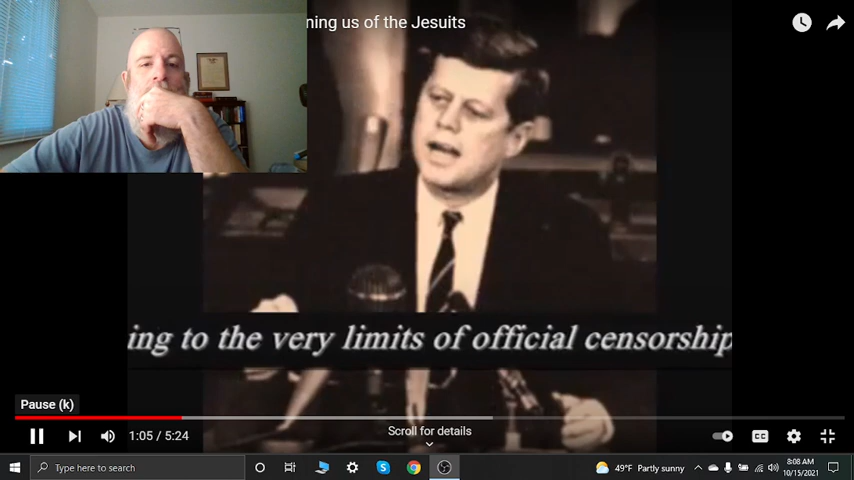 ning us of the Jesuits
ing to the very limits of official censorship
Pause (k)
1:05 / 5:24
Scroll for details
CC
Type here to search
49°F Partly sunny
8:08 AM
10/15/2021